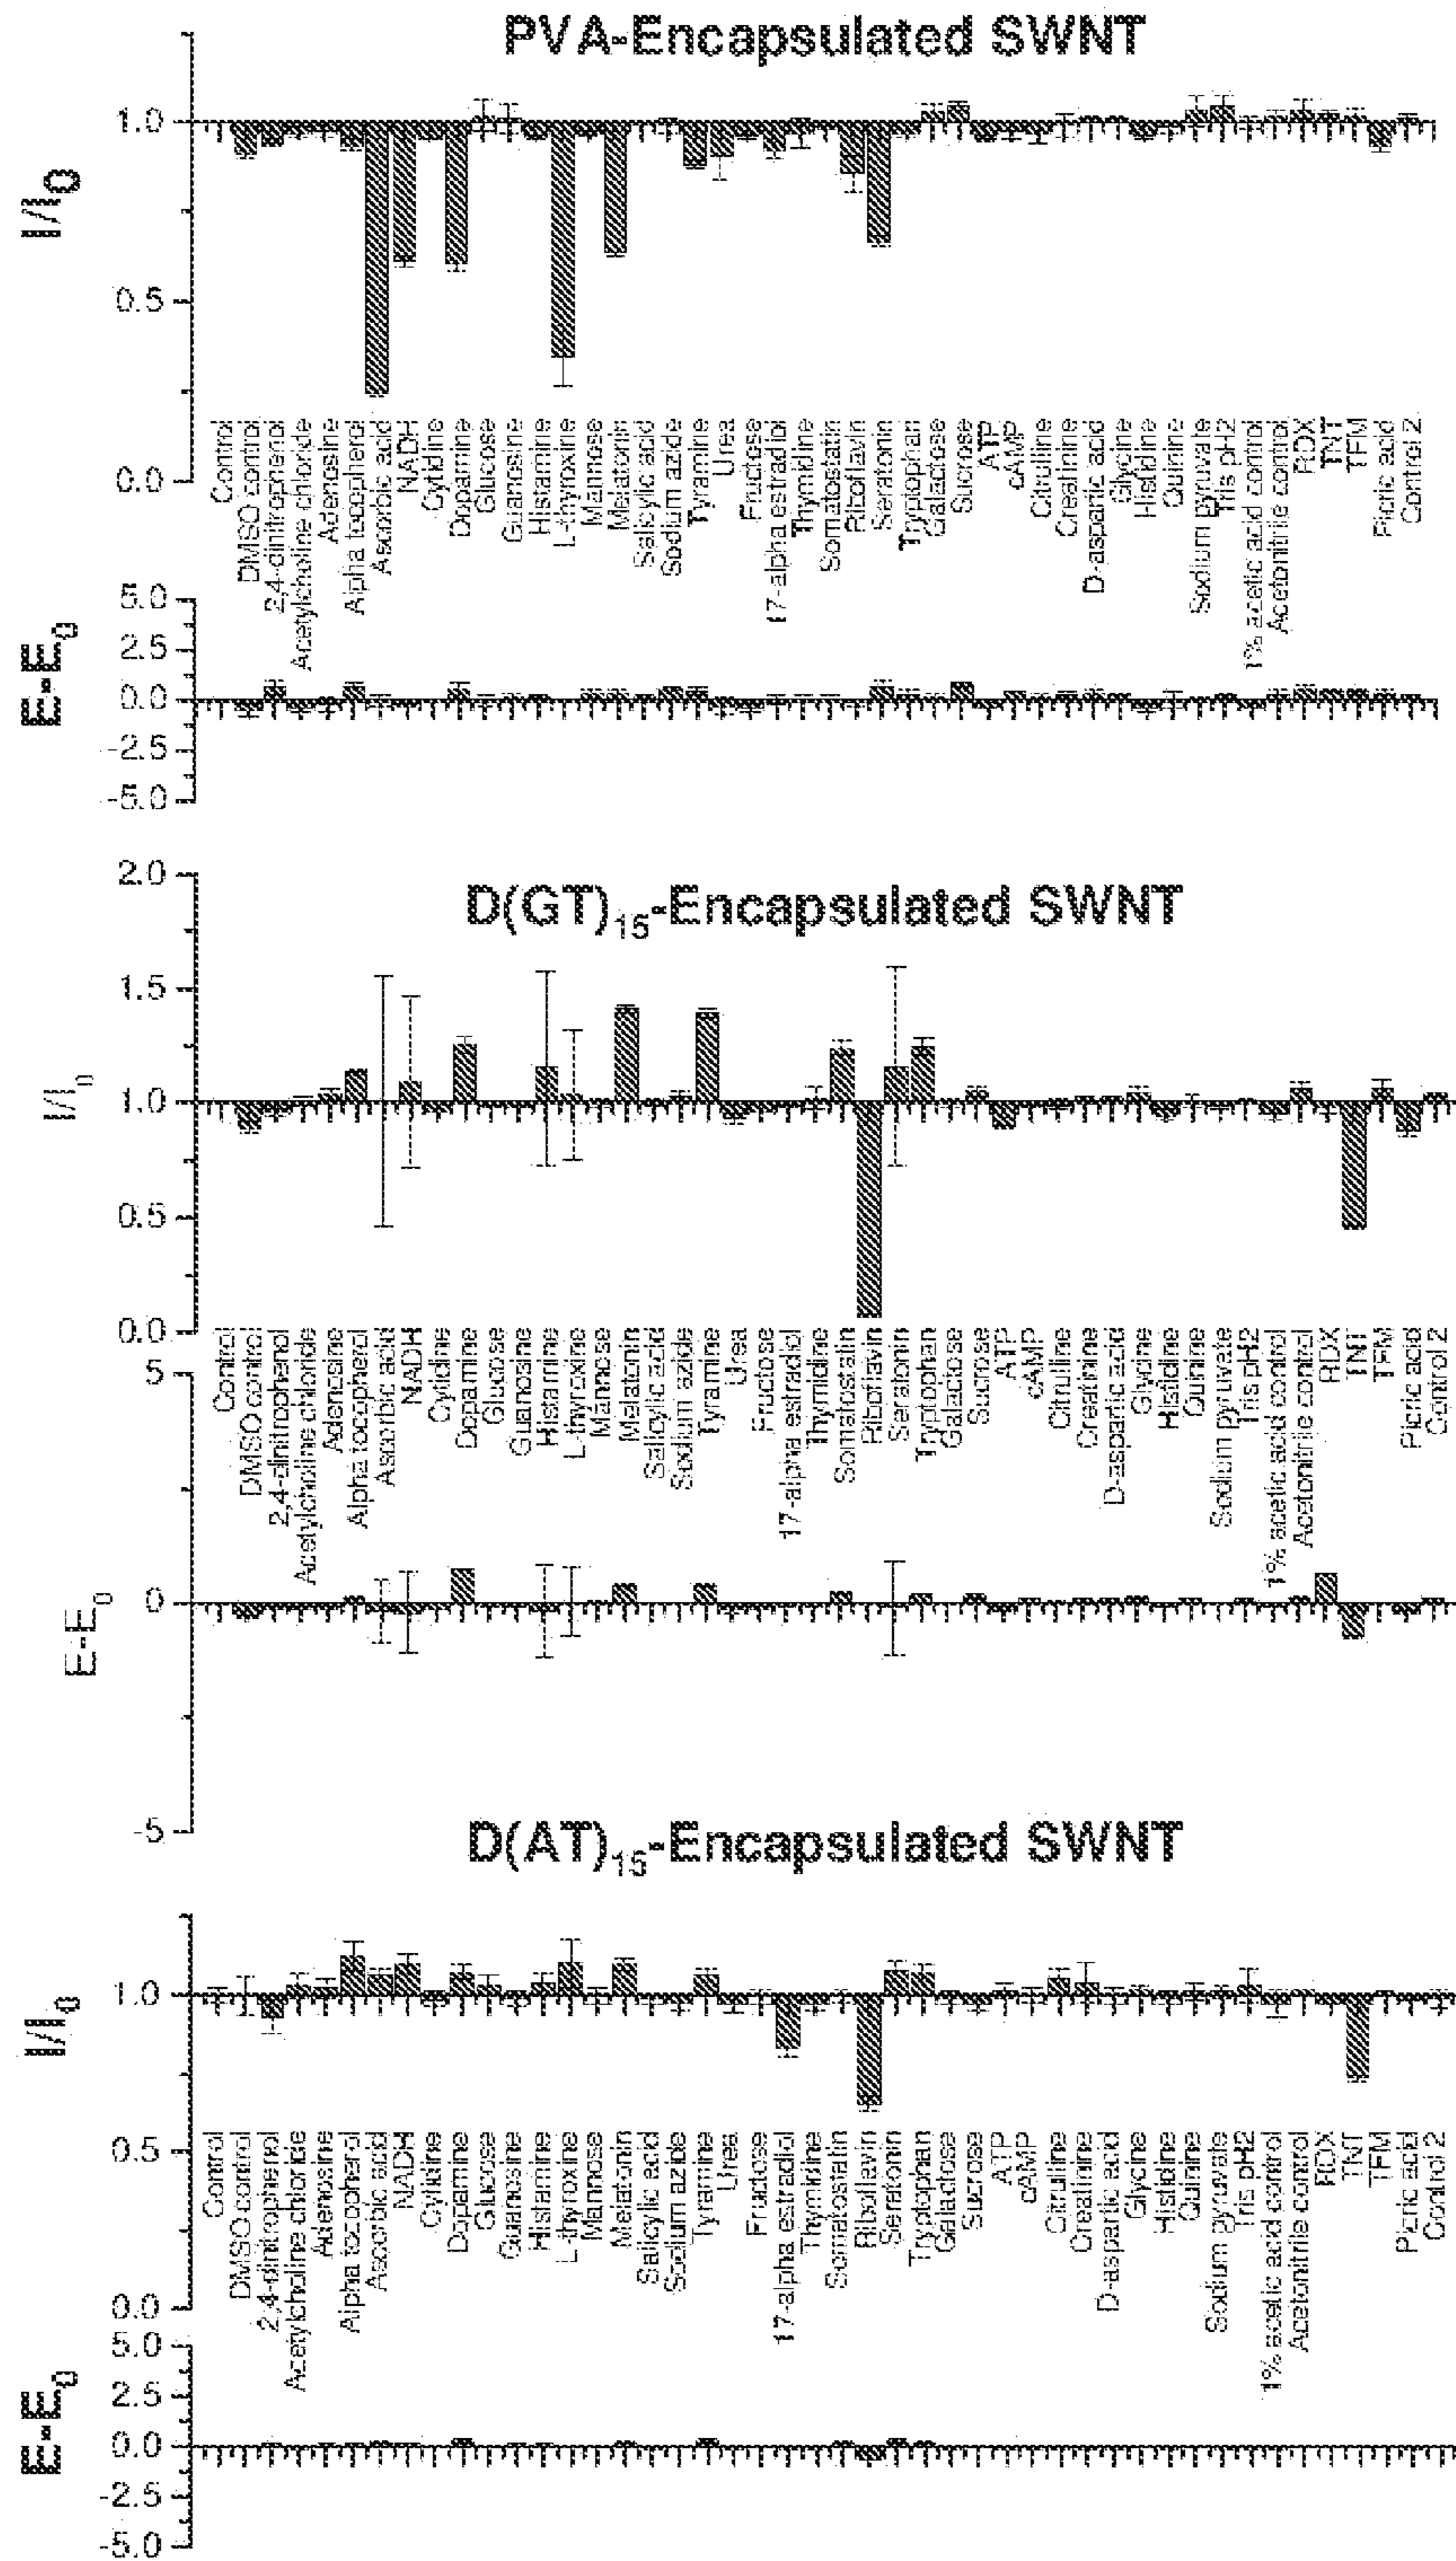 PVA-Encapsulated SWNT
I/I0
1.0
0.5
0.0
Control
DMSO control
2,4-dinitrophenol
Acetylcholine chloride
Adenosine
Alpha tocopherol
Ascorbic acid
NADH
Cytidine
Dopamine
Glucose
Guanosine
Histamine
L-thyroxine
Mannose
Melatonin
Salicylic acid
Sodium azide
Tyramine
Urea
Fructose
17-alpha estradiol
Thymidine
Somatostatin
Riboflavin
Seratonin
Tryptophan
Galactose
Sucrose
ATP
cAMP
Citrulline
Creatinine
D-aspartic acid
Glycine
Histidine
Quinine
Sodium pyruvate
Tris pH2
1% acetic acid control
Acetonitrile control
RDX
TNT
TFM
Picric acid
Control 2
E-E0
5.0
2.5
0.0
-2.5
-5.0
D(GT)15-Encapsulated SWNT
I/I0
2.0
1.5
1.0
0.5
0.0
Control
DMSO control
2,4-dinitrophenol
Acetylcholine chloride
Adenosine
Alpha tocopherol
Ascorbic acid
NADH
Cytidine
Dopamine
Glucose
Guanosine
Histamine
L-thyroxine
Mannose
Melatonin
Salicylic acid
Sodium azide
Tyramine
Urea
Fructose
17-alpha estradiol
Thymidine
Somatostatin
Riboflavin
Seratonin
Tryptophan
Galactose
Sucrose
ATP
cAMP
Citrulline
Creatinine
D-aspartic acid
Glycine
Histidine
Quinine
Sodium pyruvate
Tris pH2
1% acetic acid control
Acetonitrile control
RDX
TNT
TFM
Picric acid
Control 2
E-E0
5
0
-5
D(AT)15-Encapsulated SWNT
I/I0
1.0
0.5
0.0
Control
DMSO control
2,4-dinitrophenol
Acetylcholine chloride
Adenosine
Alpha tocopherol
Ascorbic acid
NADH
Cytidine
Dopamine
Glucose
Guanosine
Histamine
L-thyroxine
Mannose
Melatonin
Salicylic acid
Sodium azide
Tyramine
Urea
Fructose
17-alpha estradiol
Thymidine
Somatostatin
Riboflavin
Seratonin
Tryptophan
Galactose
Sucrose
ATP
cAMP
Citrulline
Creatinine
D-aspartic acid
Glycine
Histidine
Quinine
Sodium pyruvate
Tris pH2
1% acetic acid control
Acetonitrile control
RDX
TNT
TFM
Picric acid
Control 2
E-E0
5.0
2.5
0.0
-2.5
-5.0